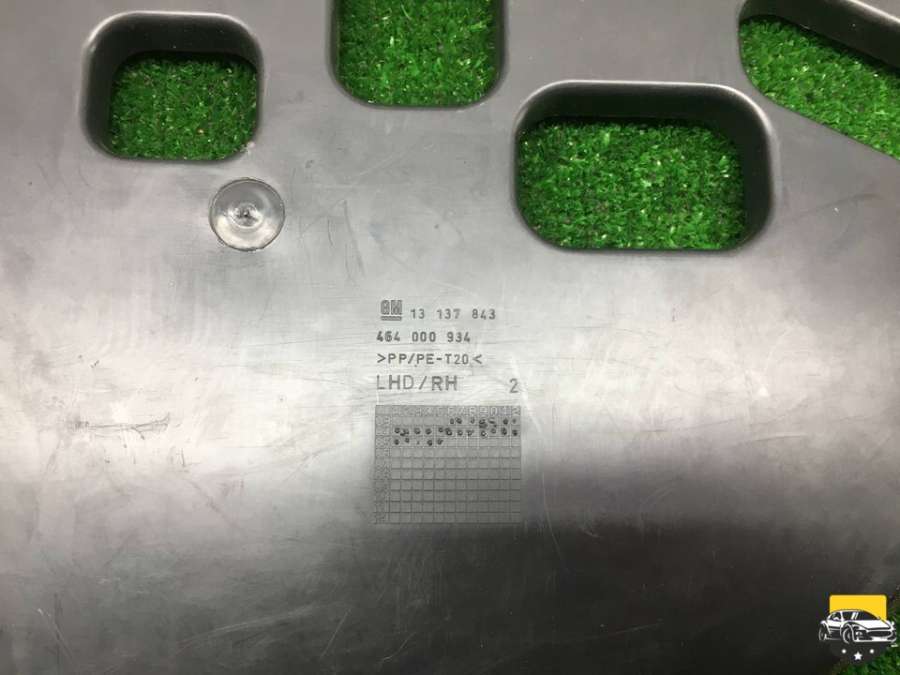 GM 13 137 843
464 000 934
>PP/PE-T20<
LHD/RH 2